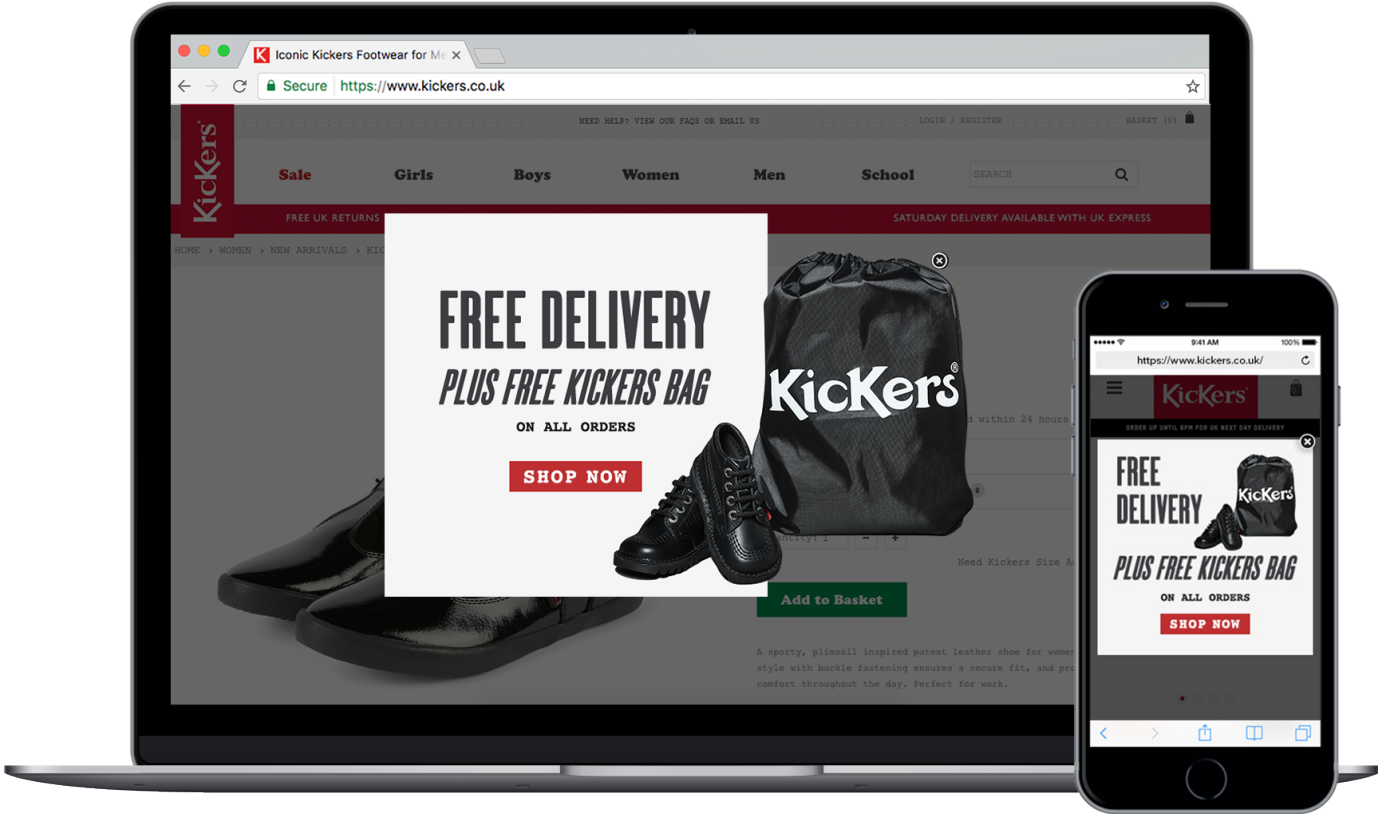 Iconic Kickers Footwear for Me
Secure https://www.kickers.co.uk
NEED HELP? VIEW OUR FAQS OR EMAIL US
LOGIN / REGISTER
BASKET (0)
KicKers
Sale Girls Boys Women Men School SEARCH
FREE UK RETURNS
SATURDAY DELIVERY AVAILABLE WITH UK EXPRESS
HOME > WOMEN > NEW ARRIVALS > KIC
FREE DELIVERY
PLUS FREE KICKERS BAG
ON ALL ORDERS
SHOP NOW
KicKers®
d within 24 hours
ntity: 1 − +
Need Kickers Size A
Add to Basket
A sporty, plimsoll inspired patent leather shoe for women
style with buckle fastening ensures a secure fit, and pro
comfort throughout the day. Perfect for work.
9:41 AM 100%
https://www.kickers.co.uk/
KicKers
ORDER UP UNTIL 8PM FOR UK NEXT DAY DELIVERY
FREE
DELIVERY
KicKers
PLUS FREE KICKERS BAG
ON ALL ORDERS
SHOP NOW